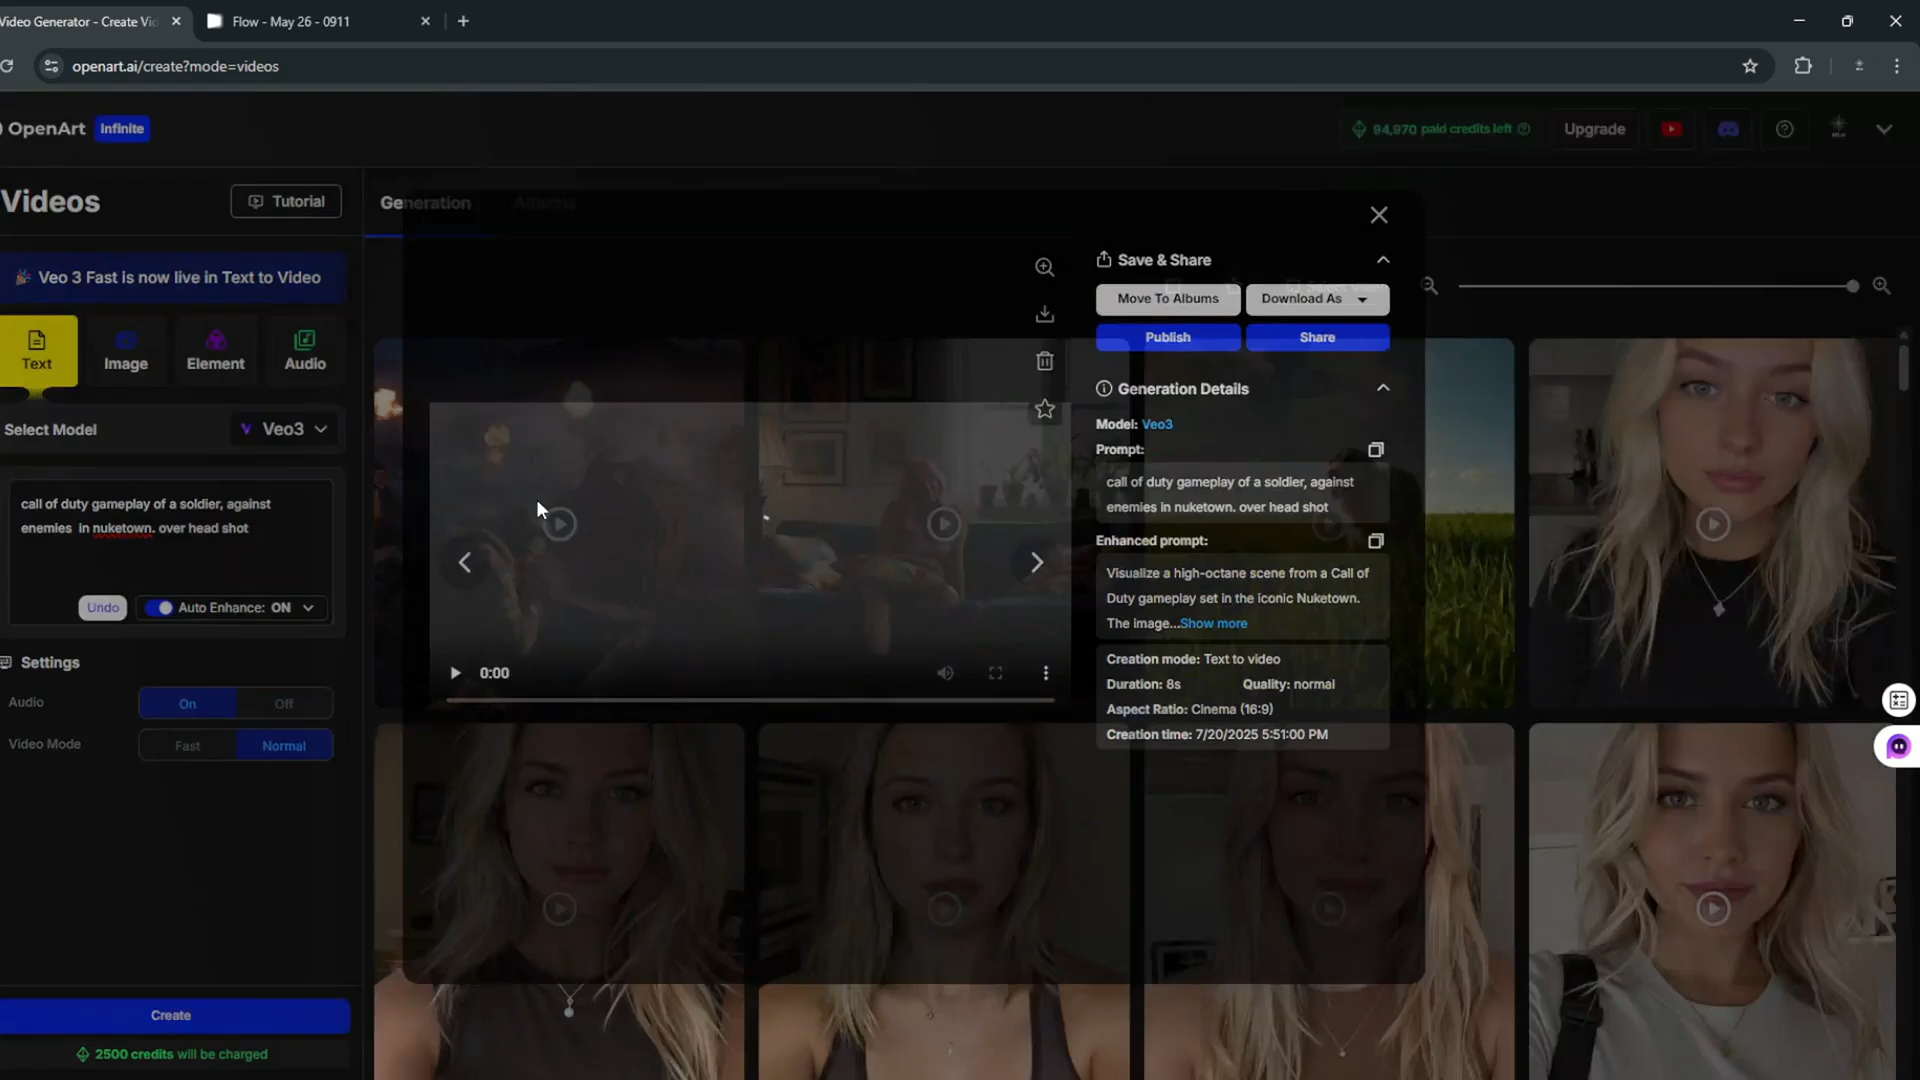 Video Generator - Create Vid
Flow - May 26 - 0911
openart.ai/create?mode=videos
OpenArt Infinite
94,970 paid credits left
Upgrade
Videos
Tutorial
Generation
Albums
Save & Share
Veo 3 Fast is now live in Text to Video
Move To Albums
Download As
Publish
Share
Text
Image
Element
Audio
Generation Details
Select Model
Veo3
Model: Veo3
Prompt:
call of duty gameplay of a soldier, against
enemies in nuketown. over head shot
call of duty gameplay of a soldier, against
enemies in nuketown. over head shot
Enhanced prompt:
Visualize a high-octane scene from a Call of
Duty gameplay set in the iconic Nuketown.
The image...Show more
Undo
Auto Enhance: ON
Settings
Creation mode: Text to video
0:00
Duration: 8s
Quality: normal
Audio
On
Off
Aspect Ratio: Cinema (16:9)
Creation time: 7/20/2025 5:51:00 PM
Video Mode
Fast
Normal
Create
2500 credits will be charged